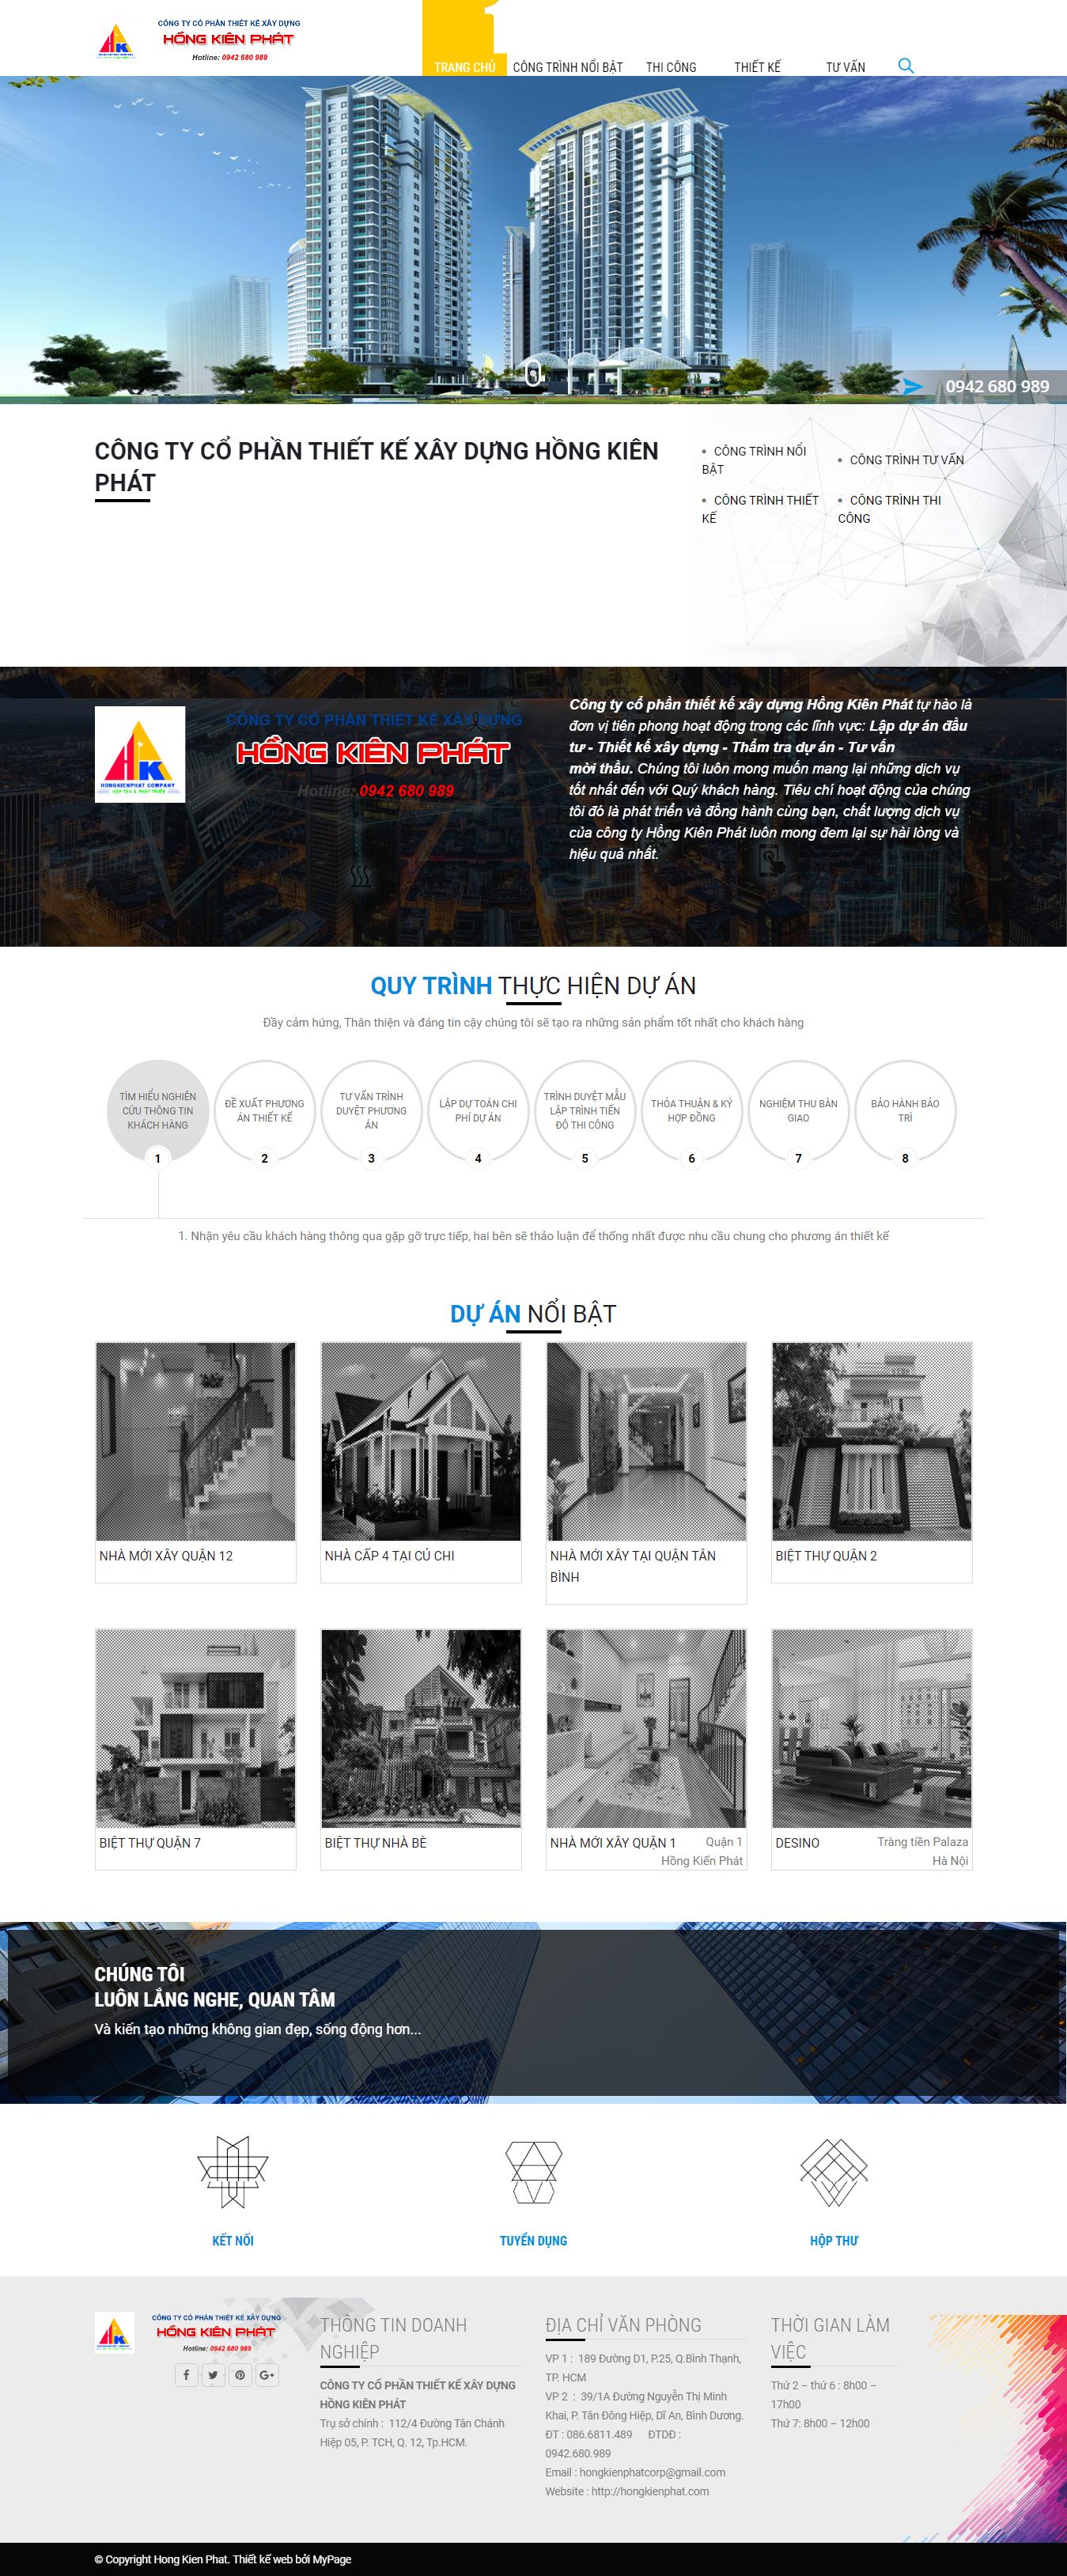 CÔNG TY CỔ PHẦN THIẾT KẾ XÂY DỰNG
HỒNG KIÊN PHÁT
Hotline: 0942 680 989
TRANG CHỦ
CÔNG TRÌNH NỔI BẬT
THI CÔNG
THIẾT KẾ
TƯ VẤN
0942 680 989
CÔNG TY CỔ PHẦN THIẾT KẾ XÂY DỰNG HỒNG KIÊN
PHÁT
CÔNG TRÌNH NỔI
BẬT
CÔNG TRÌNH TƯ VẤN
CÔNG TRÌNH THIẾT
KẾ
CÔNG TRÌNH THI
CÔNG
HK
HONGKIENPHAT COMPANY
HỢP TÁC & PHÁT TRIỂN
CÔNG TY CỔ PHẦN THIẾT KẾ XÂY DỰNG
HỒNG KIÊN PHÁT
Hotline: 0942 680 989
Công ty cổ phần thiết kế xây dựng Hồng Kiên Phát tự hào là
đơn vị tiên phong hoạt động trong các lĩnh vực: Lập dự án đầu
tư - Thiết kế xây dựng - Thẩm tra dự án - Tư vấn
mời thầu. Chúng tôi luôn mong muốn mang lại những dịch vụ
tốt nhất đến với Quý khách hàng. Tiêu chí hoạt động của chúng
tôi đó là phát triển và đồng hành cùng bạn, chất lượng dịch vụ
của công ty Hồng Kiên Phát luôn mong đem lại sự hài lòng và
hiệu quả nhất.
QUY TRÌNH THỰC HIỆN DỰ ÁN
Đầy cảm hứng, Thân thiện và đáng tin cậy chúng tôi sẽ tạo ra những sản phẩm tốt nhất cho khách hàng
TÌM HIỂU NGHIÊN
CỨU THÔNG TIN
KHÁCH HÀNG
1
ĐỀ XUẤT PHƯƠNG
ÁN THIẾT KẾ
2
TƯ VẤN TRÌNH
DUYỆT PHƯƠNG
ÁN
3
LẬP DỰ TOÁN CHI
PHÍ DỰ ÁN
4
TRÌNH DUYỆT MẪU
LẬP TRÌNH TIẾN
ĐỘ THI CÔNG
5
THỎA THUẬN & KÝ
HỢP ĐỒNG
6
NGHIỆM THU BÀN
GIAO
7
BẢO HÀNH BẢO
TRÌ
8
1. Nhận yêu cầu khách hàng thông qua gặp gỡ trực tiếp, hai bên sẽ thảo luận để thống nhất được nhu cầu chung cho phương án thiết kế
DỰ ÁN NỔI BẬT
NHÀ MỚI XÂY QUẬN 12
NHÀ CẤP 4 TẠI CỦ CHI
NHÀ MỚI XÂY TẠI QUẬN TÂN
BÌNH
BIỆT THỰ QUẬN 2
BIỆT THỰ QUẬN 7
BIỆT THỰ NHÀ BÈ
NHÀ MỚI XÂY QUẬN 1
Quận 1
Hồng Kiến Phát
DESINO
Tràng tiền Palaza
Hà Nội
CHÚNG TÔI
LUÔN LẮNG NGHE, QUAN TÂM
Và kiến tạo những không gian đẹp, sống động hơn...
KẾT NỐI
TUYỂN DỤNG
HỘP THƯ
CÔNG TY CỔ PHẦN THIẾT KẾ XÂY DỰNG
HỒNG KIÊN PHÁT
Hotline: 0942 680 989
THÔNG TIN DOANH
NGHIỆP
CÔNG TY CỔ PHẦN THIẾT KẾ XÂY DỰNG
HỒNG KIÊN PHÁT
Trụ sở chính : 112/4 Đường Tân Chánh
Hiệp 05, P. TCH, Q. 12, Tp.HCM.
ĐỊA CHỈ VĂN PHÒNG
VP 1 : 189 Đường D1, P.25, Q.Bình Thạnh,
TP. HCM
VP 2 : 39/1A Đường Nguyễn Thị Minh
Khai, P. Tân Đông Hiệp, Dĩ An, Bình Dương.
ĐT : 086.6811.489 ĐTDĐ :
0942.680.989
Email : hongkienphatcorp@gmail.com
Website : http://hongkienphat.com
THỜI GIAN LÀM
VIỆC
Thứ 2 – thứ 6 : 8h00 –
17h00
Thứ 7: 8h00 – 12h00
© Copyright Hong Kien Phat. Thiết kế web bởi MyPage